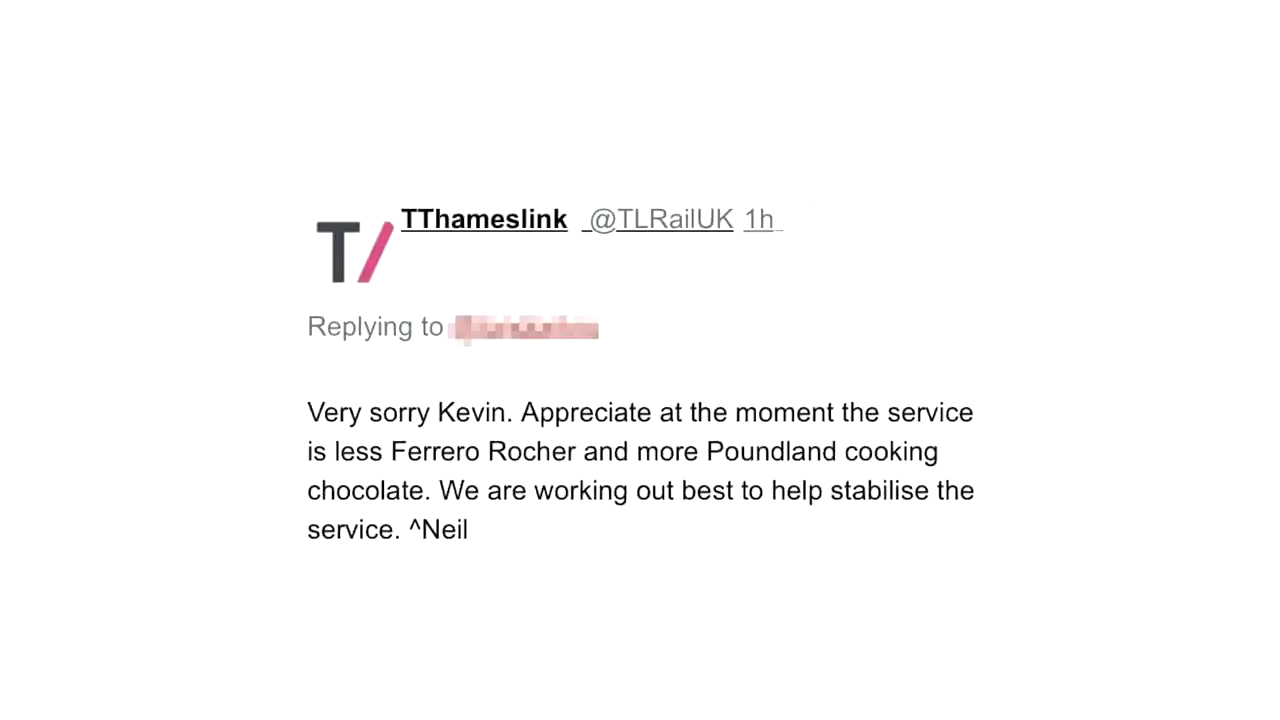 T/ TThameslink @TLRailUK 1h
Replying to
Very sorry Kevin. Appreciate at the moment the service
is less Ferrero Rocher and more Poundland cooking
chocolate. We are working out best to help stabilise the
service. ^Neil